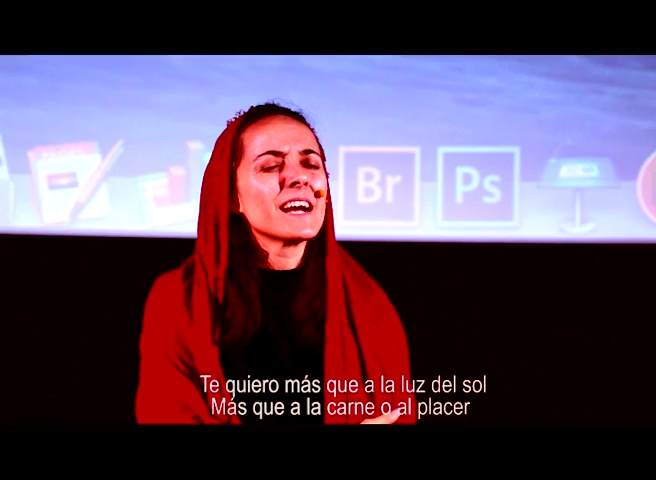 Br Ps
Te quiero más que a la luz del sol
Más que a la carne o al placer